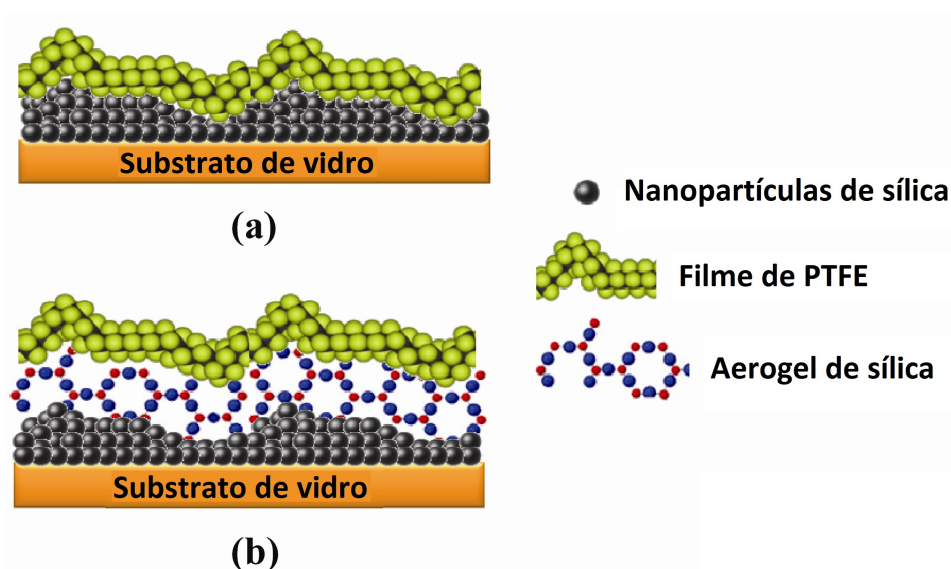 Substrato de vidro
(a)
Nanopartículas de sílica
Filme de PTFE
Aerogel de sílica
Substrato de vidro
(b)